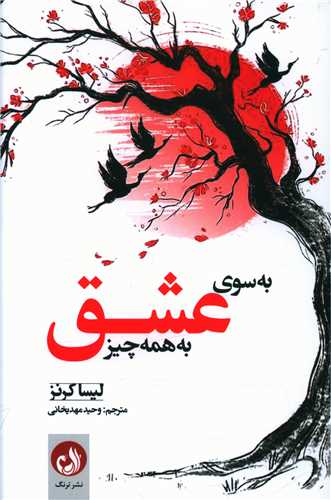 به سوی
عشق
به همه چیز
لیسا کرنز
مترجم: وحید مهدیخانی
نشر ترنگ